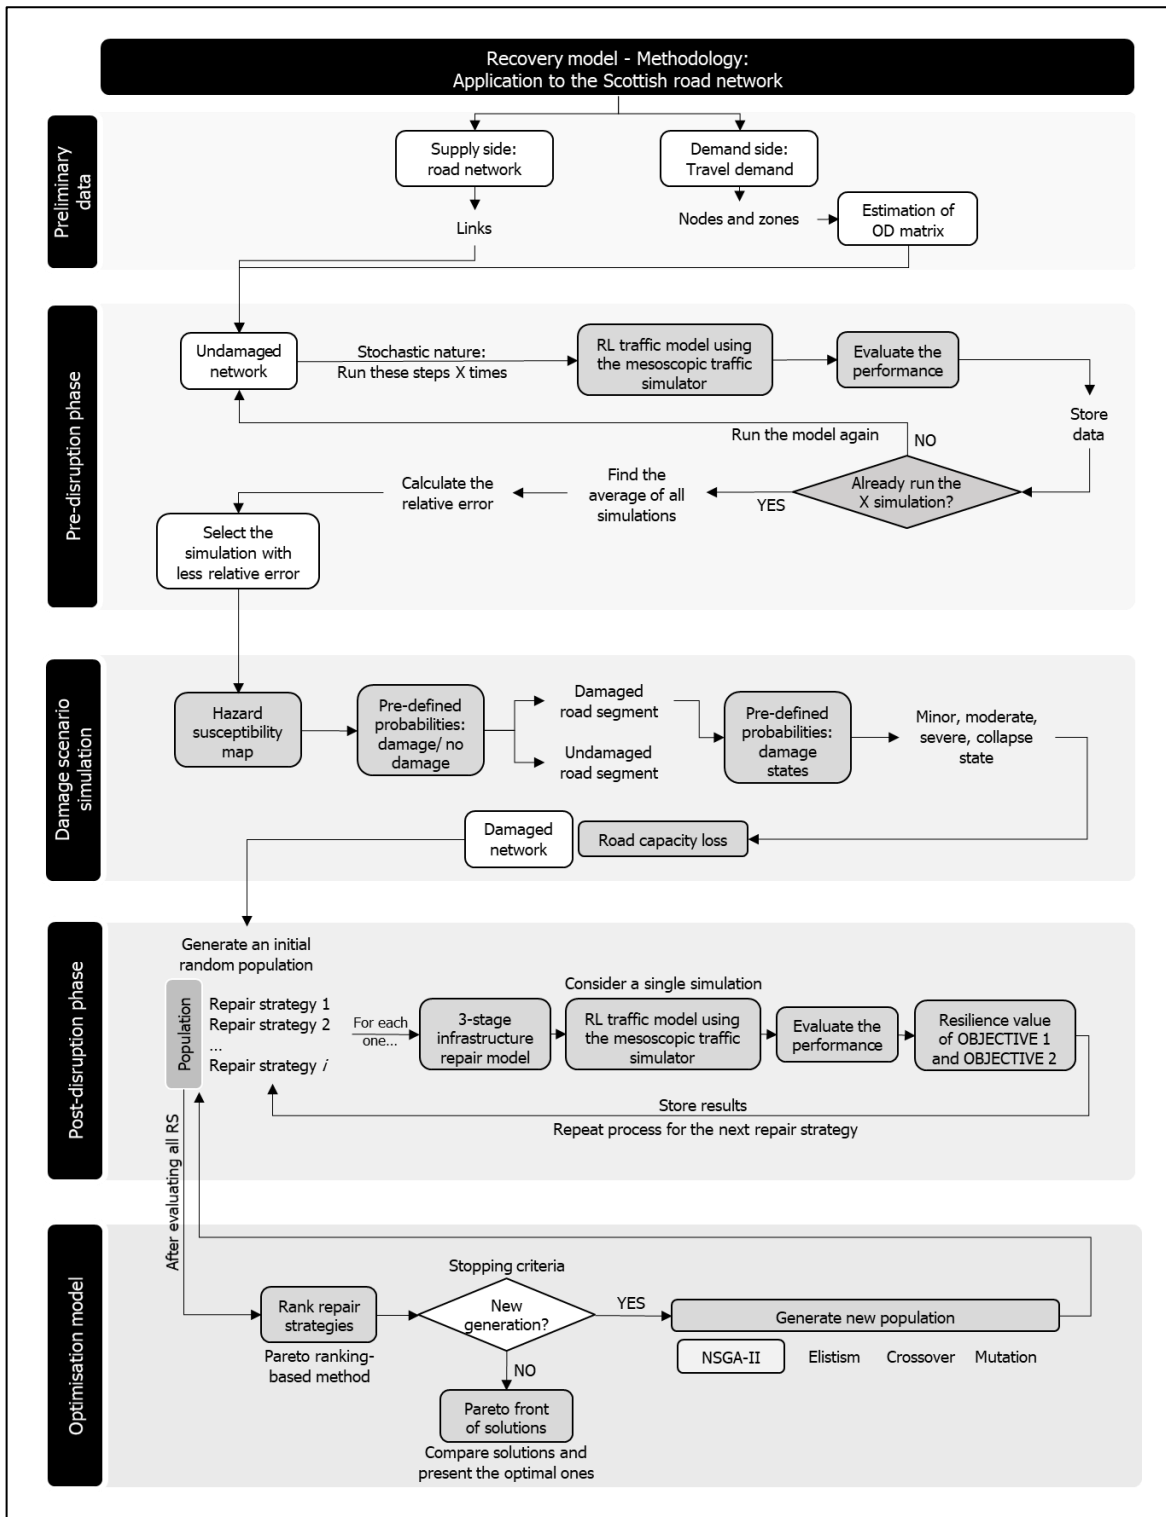 Recovery model - Methodology:
Application to the Scottish road network
Preliminary
data
Supply side:
road network
Demand side:
Travel demand
Links
Nodes and zones
Estimation of
OD matrix
Pre-disruption phase
Undamaged
network
Stochastic nature:
Run these steps X times
RL traffic model using
the mesoscopic traffic
simulator
Evaluate the
performance
Store
data
Run the model again
NO
Already run the
X simulation?
YES
Find the
average of all
simulations
Calculate the
relative error
Select the
simulation with
less relative error
Damage scenario
simulation
Hazard
susceptibility
map
Pre-defined
probabilities:
damage/ no
damage
Damaged
road segment
Undamaged
road segment
Pre-defined
probabilities:
damage
states
Minor, moderate,
severe, collapse
state
Damaged
network
Road capacity loss
Post-disruption phase
Generate an initial
random population
Population
Repair strategy 1
Repair strategy 2
...
Repair strategy i
For each
one...
3-stage
infrastructure
repair model
Consider a single simulation
RL traffic model using
the mesoscopic traffic
simulator
Evaluate the
performance
Resilience value
of OBJECTIVE 1
and OBJECTIVE 2
Store results
Repeat process for the next repair strategy
After evaluating all RS
Optimisation model
Rank repair
strategies
Pareto ranking-
based method
Stopping criteria
New
generation?
YES
Generate new population
NSGA-II
Elistism
Crossover
Mutation
NO
Pareto front
of solutions
Compare solutions and
present the optimal ones